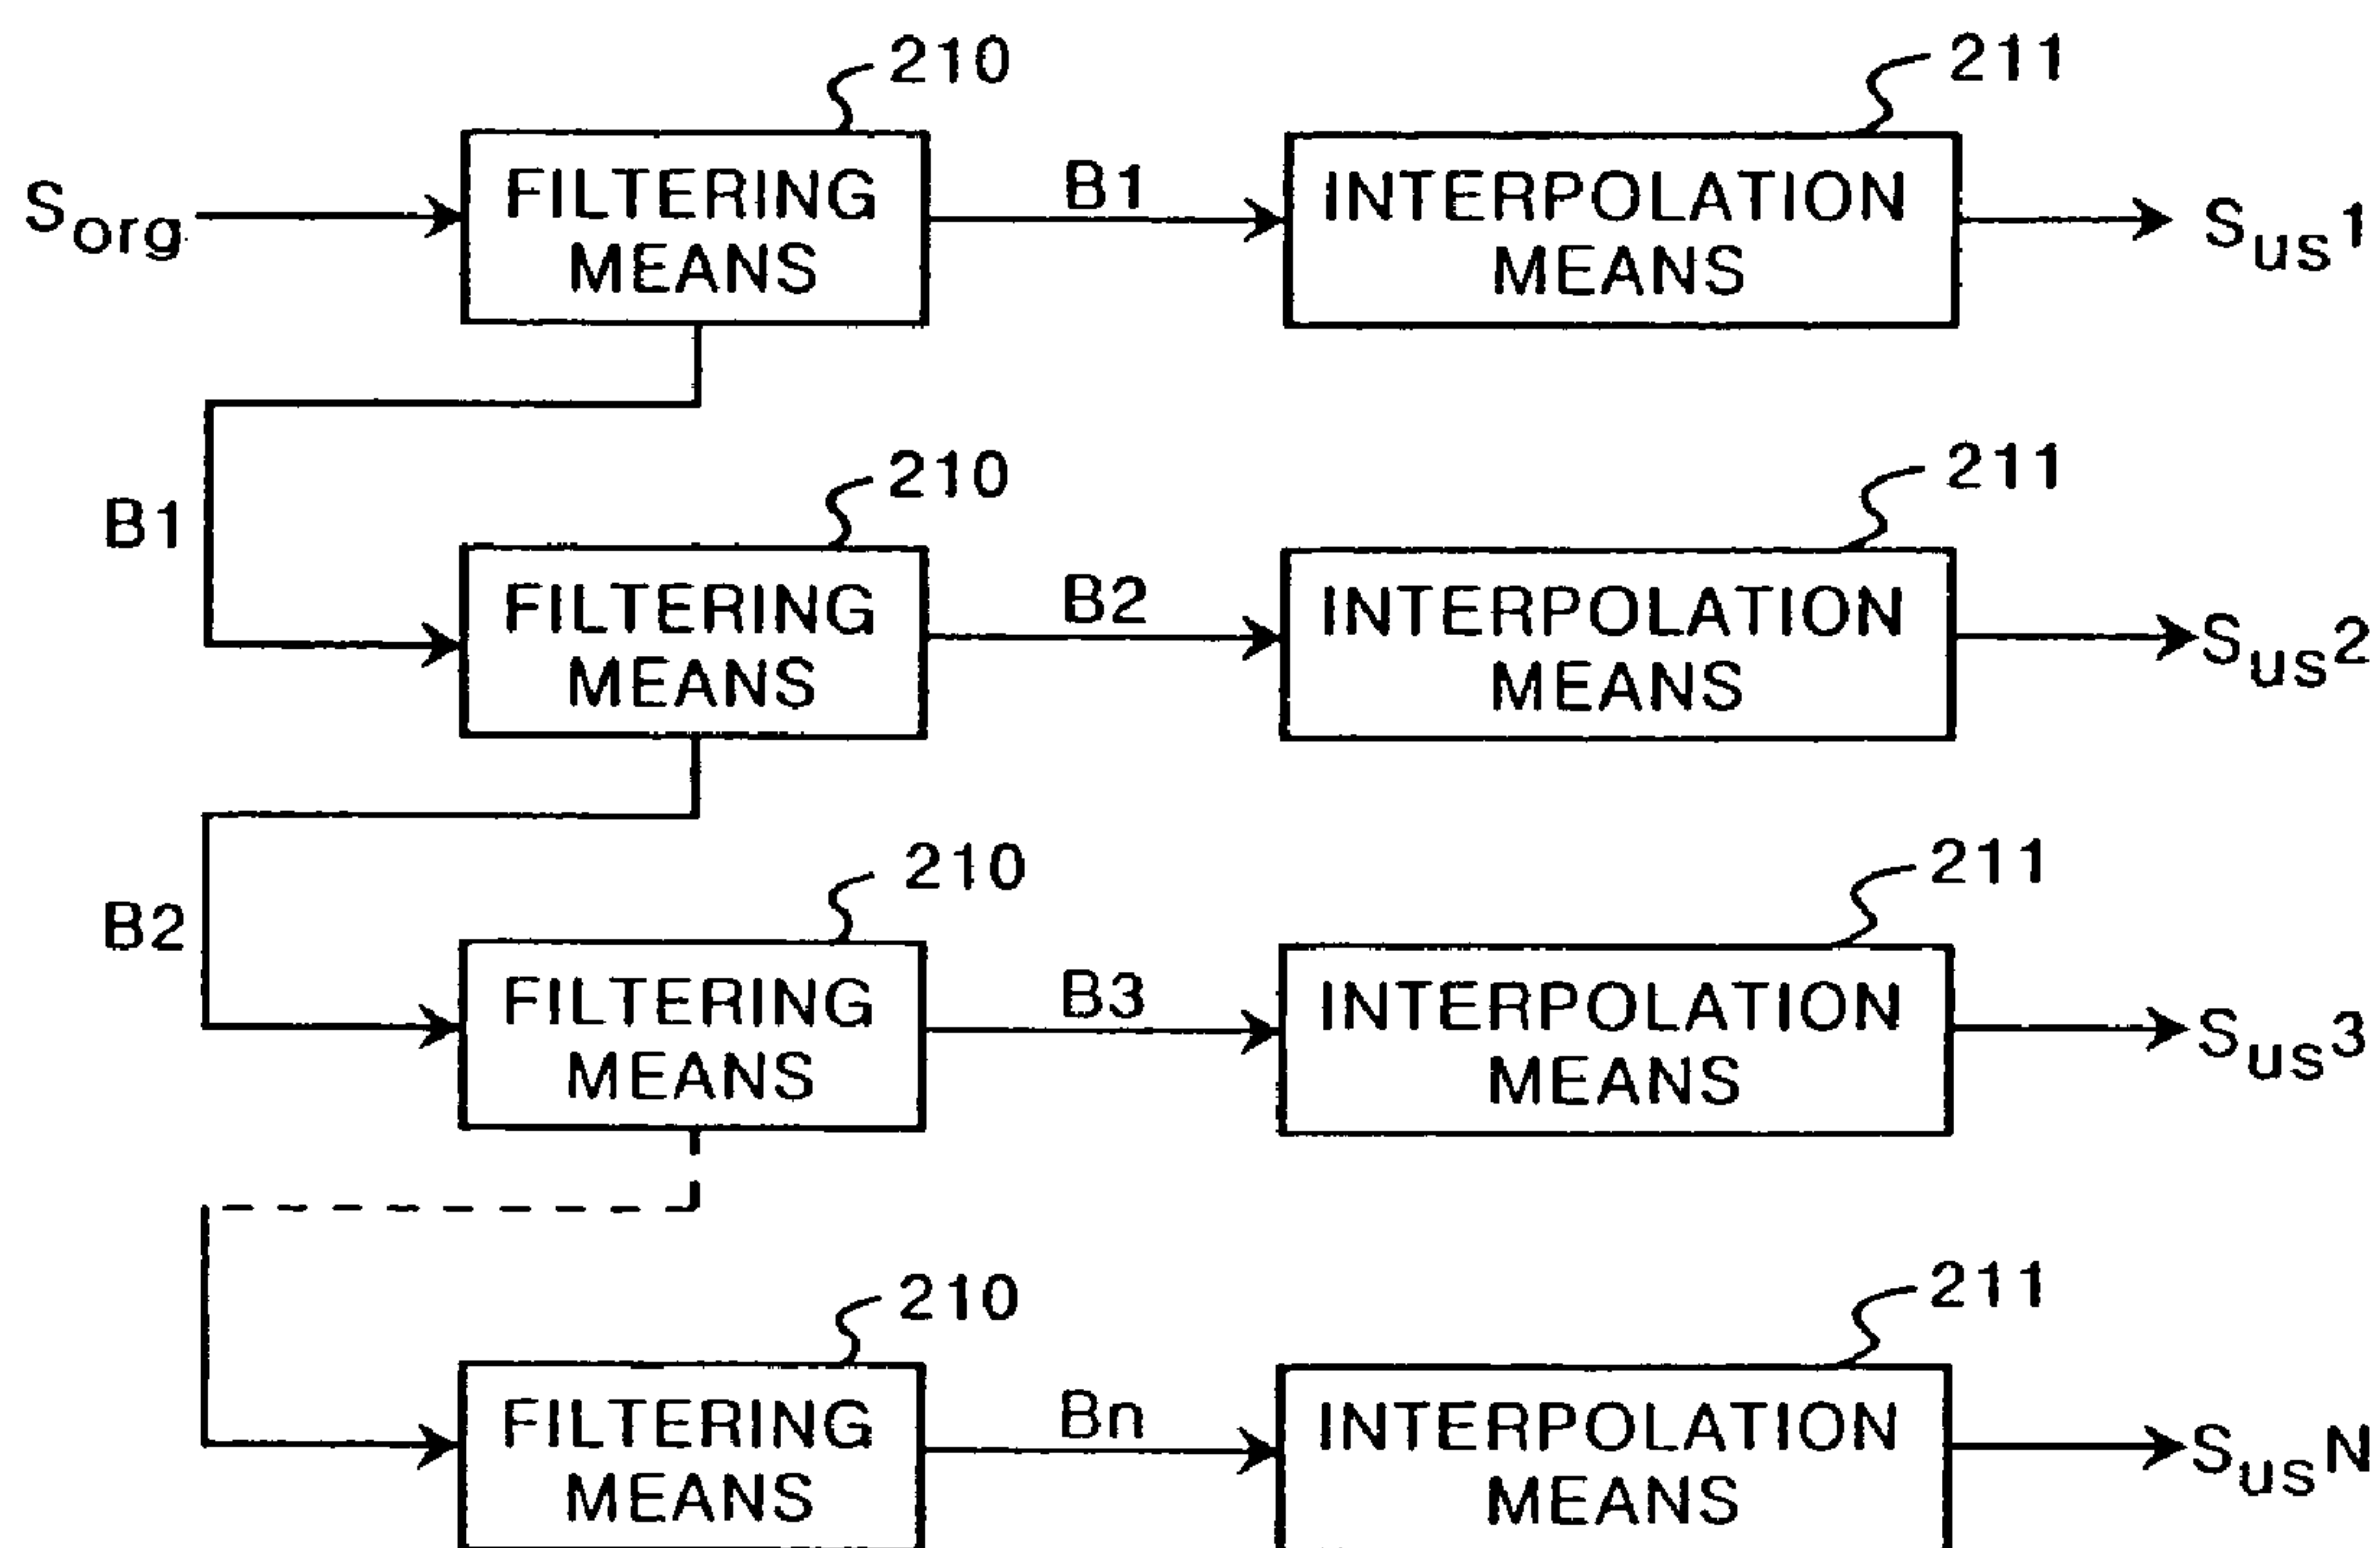 210
211
Sorg
FILTERING
MEANS
B1
INTERPOLATION
MEANS
Sus1
210
211
B1
FILTERING
MEANS
B2
INTERPOLATION
MEANS
Sus2
210
211
B2
FILTERING
MEANS
B3
INTERPOLATION
MEANS
Sus3
210
211
FILTERING
MEANS
Bn
INTERPOLATION
MEANS
SusN